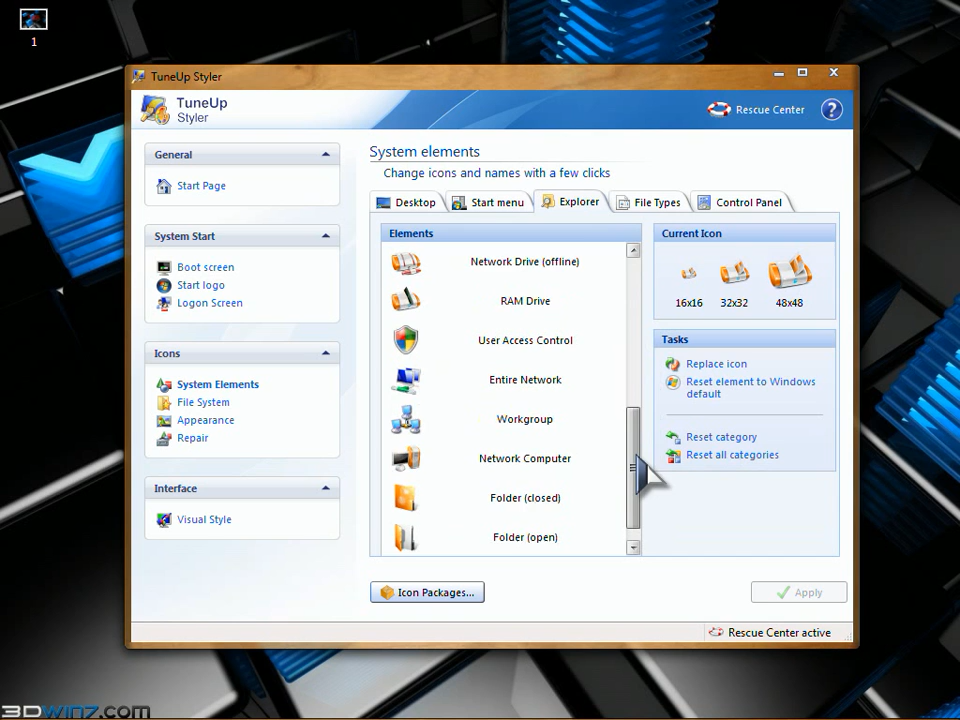 1
TuneUp Styler
TuneUp
Styler
Rescue Center
?
General
Start Page
System Start
Boot screen
Start logo
Logon Screen
Icons
System Elements
File System
Appearance
Repair
Interface
Visual Style
System elements
Change icons and names with a few clicks
Desktop
Start menu
Explorer
File Types
Control Panel
Elements
Network Drive (offline)
RAM Drive
User Access Control
Entire Network
Workgroup
Network Computer
Folder (closed)
Folder (open)
Current Icon
16x16 32x32 48x48
Tasks
Replace icon
Reset element to Windows
default
Reset category
Reset all categories
Icon Packages...
Apply
Rescue Center active
3DWIN7.COM